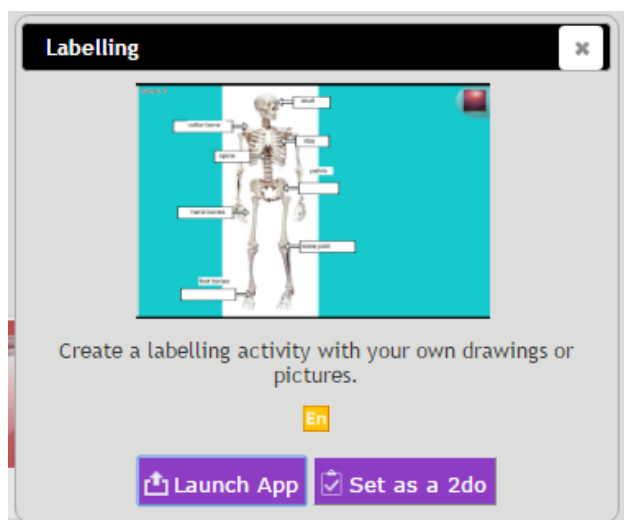 Labelling
skull
collar bone
ribs
spine
pelvis
hand bones
knee joint
foot bones
Create a labelling activity with your own drawings or
pictures.
En
Launch App
Set as a 2do